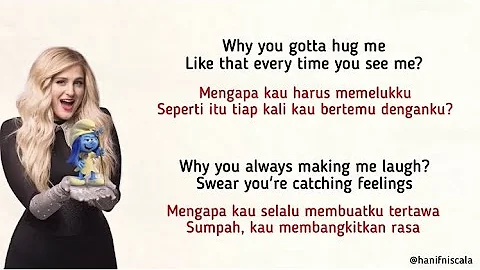 Why you gotta hug me
Like that every time you see me?
Mengapa kau harus memelukku
Seperti itu tiap kali kau bertemu denganku?
Why you always making me laugh?
Swear you're catching feelings
Mengapa kau selalu membuatku tertawa
Sumpah, kau membangkitkan rasa
@hanifniscala